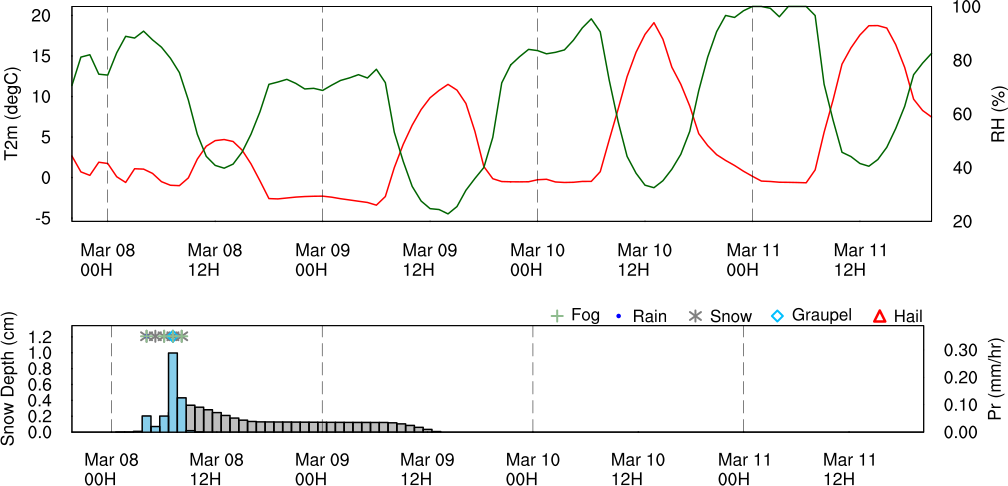 20
15
10
5
0
-5
T2m (degC)
100
80
60
40
20
RH (%)
Mar 08 Mar 08 Mar 09 Mar 09 Mar 10 Mar 10 Mar 11 Mar 11
00H 12H 00H 12H 00H 12H 00H 12H
Fog Rain Snow Graupel Hail
1.2
1.0
0.8
0.6
0.4
0.2
0.0
Snow Depth (cm)
0.30
0.20
0.10
0.00
Pr (mm/hr)
Mar 08 Mar 08 Mar 09 Mar 09 Mar 10 Mar 10 Mar 11 Mar 11
00H 12H 00H 12H 00H 12H 00H 12H